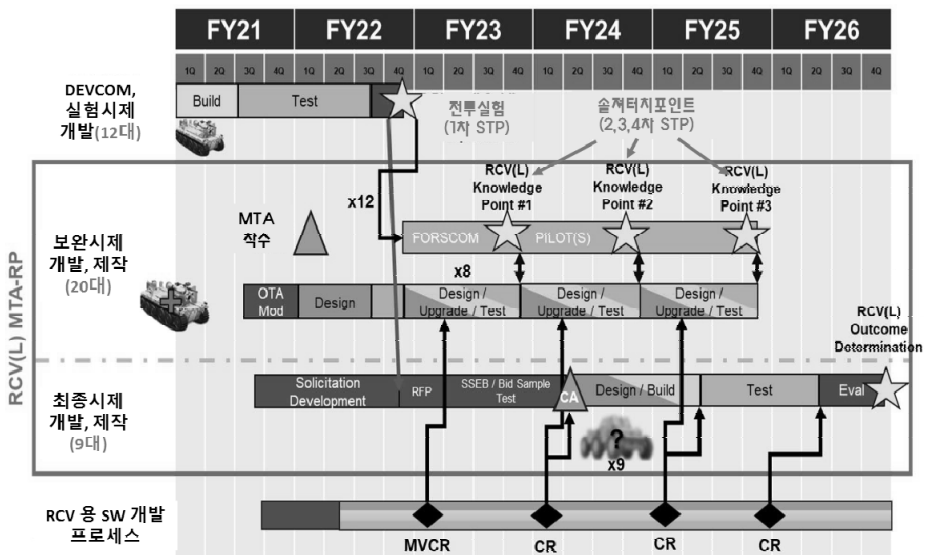 FY21 FY22 FY23 FY24 FY25 FY26
1Q 2Q 3Q 4Q 1Q 2Q 3Q 4Q 1Q 2Q 3Q 4Q 1Q 2Q 3Q 4Q 1Q 2Q 3Q 4Q 1Q 2Q 3Q 4Q
DEVCOM,
실험시제
개발(12대)
Build
Test
전투실험
(1차 STP)
솔져터치포인트
(2,3,4차 STP)
RCV(L) MTA-RP
보완시제
개발, 제작
(20대)
MTA
착수
x12
RCV(L)
Knowledge
Point #1
RCV(L)
Knowledge
Point #2
RCV(L)
Knowledge
Point #3
FORSCOM
PILOT(S)
x8
OTA
Mod
Design
Design /
Upgrade / Test
Design /
Upgrade / Test
Design /
Upgrade / Test
RCV(L)
Outcome
Determination
최종시제
개발, 제작
(9대)
Solicitation
Development
RFP
SSEB / Bid Sample
Test
CA
Design / Build
Test
Eval
?
x9
RCV 용 SW 개발
프로세스
MVCR
CR
CR
CR